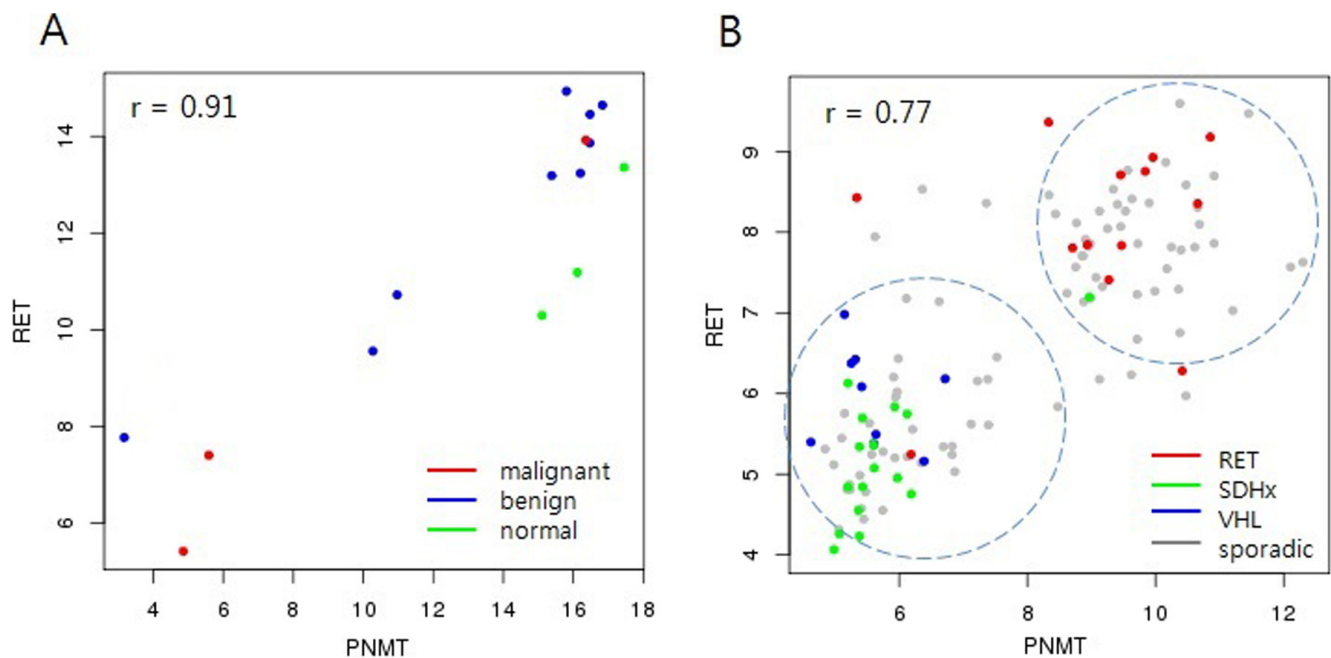 A
r = 0.91
RET
14
12
10
8
6
malignant
benign
normal
4
6
8
10
12
14
16
18
PNMT
B
r = 0.77
RET
9
8
7
6
5
4
RET
SDHx
VHL
sporadic
6
8
10
12
PNMT